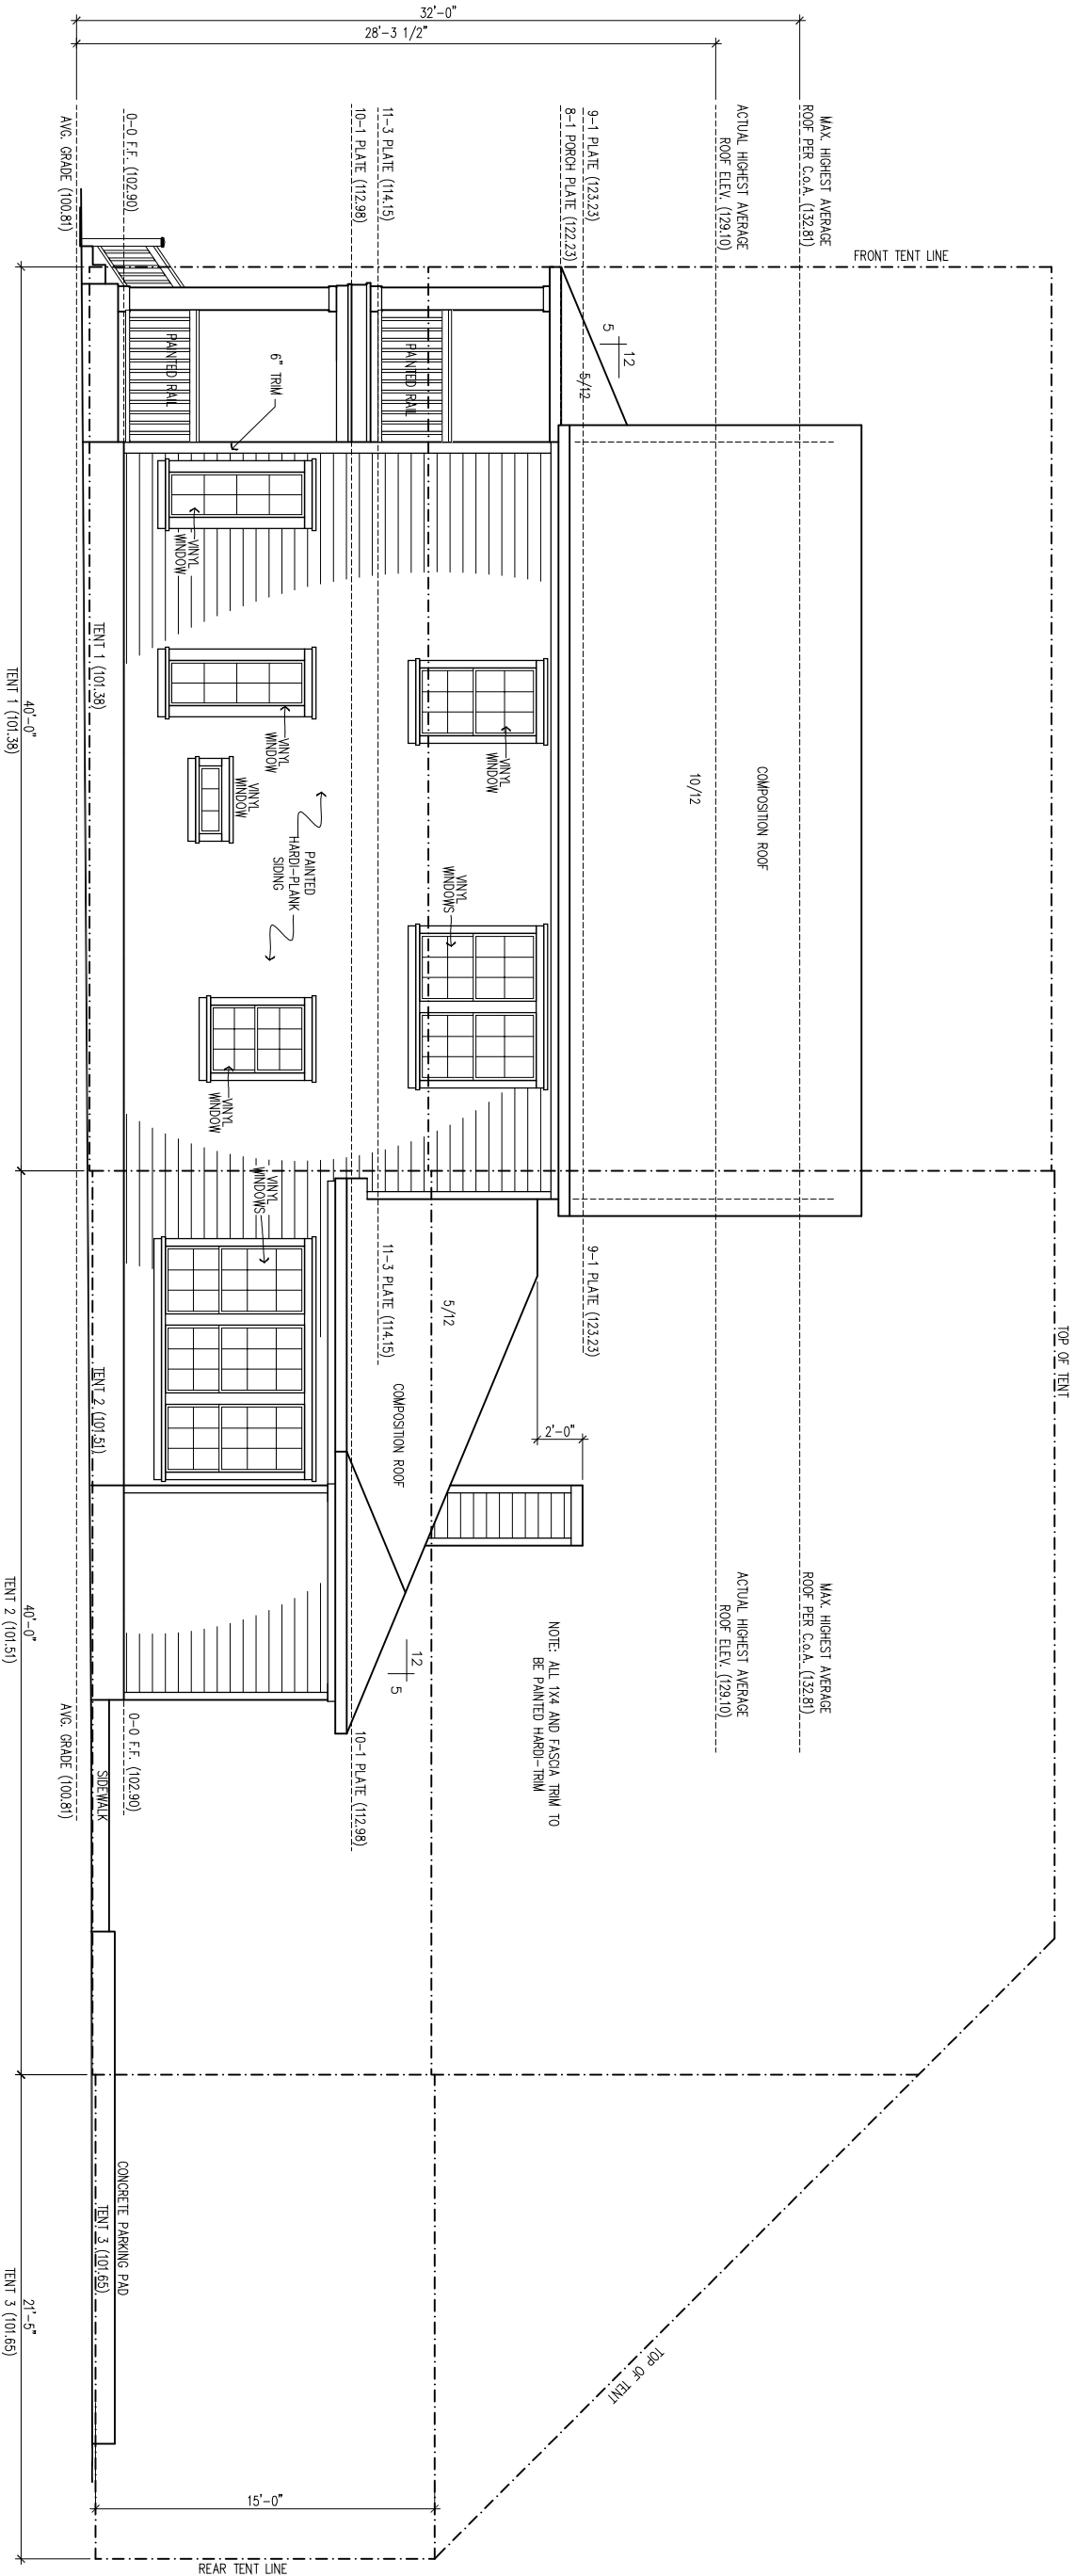 32'-0"
28'-3 1/2"
MAX. HIGHEST AVERAGE
ROOF PER C.o.A. (132.81)
ACTUAL HIGHEST AVERAGE
ROOF ELEV. (129.10)
9-1 PLATE (123.23)
8-1 PORCH PLATE (122.23)
11-3 PLATE (114.15)
10-1 PLATE (112.98)
0-0 F.F. (102.90)
AVG. GRADE (100.81)
FRONT TENT LINE
12
5
5/12
PAINTED RAIL
PAINTED RAIL
6" TRIM
VINYL
WINDOW
VINYL
WINDOW
VINYL
WINDOW
VINYL
WINDOW
VINYL
WINDOWS
PAINTED
HARDI-PLANK
SIDING
VINYL
WINDOW
VINYL
WINDOWS
COMPOSITION ROOF
10/12
TENT 1 (101.38)
40'-0"
TENT 1 (101.38)
TOP OF TENT
9-1 PLATE (123.23)
11-3 PLATE (114.15)
5/12
COMPOSITION ROOF
2'-0"
12
5
MAX. HIGHEST AVERAGE
ROOF PER C.o.A. (132.81)
ACTUAL HIGHEST AVERAGE
ROOF ELEV. (129.10)
NOTE: ALL 1X4 AND FASCIA TRIM TO
BE PAINTED HARDI-TRIM
10-1 PLATE (112.98)
0-0 F.F. (102.90)
AVG. GRADE (100.81)
SIDEWALK
TENT 2 (101.51)
40'-0"
TENT 2 (101.51)
CONCRETE PARKING PAD
TENT 3 (101.65)
21'-5"
TENT 3 (101.65)
TOP OF TENT
15'-0"
REAR TENT LINE